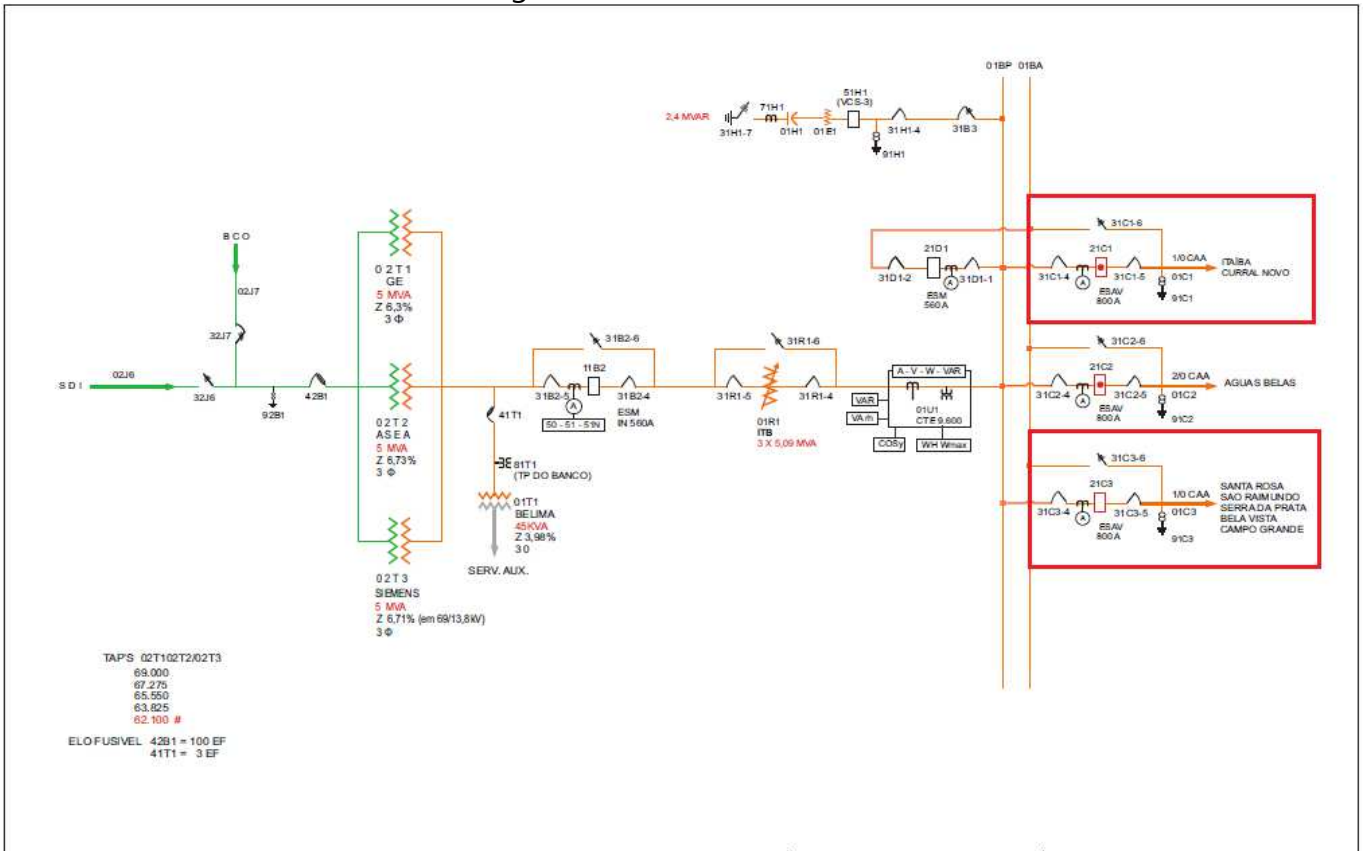 01BP 01BA
51H1
(VCS-3)
71H1
2,4 MVAR
31H1-7
01H1
01E1
31H1-4
31B3
91H1
31C1-6
21C1
1/0 CAA
ITAÍBA
CURRAL NOVO
31C1-4
A
31C1-5
01C1
ESAV
800A
91C1
21D1
31D1-2
A
31D1-1
ESM
560A
BCO
02J7
32J7
02T1
GE
5 MVA
Z 6,3%
3 Φ
SDI
02J6
32J6
92B1
42B1
02T2
ASEA
5 MVA
Z 6,73%
3 Φ
31B2-6
11B2
31B2-5
A
31B2-4
50 - 51 - 51N
ESM
IN 560A
31R1-6
31R1-5
31R1-4
01R1
ITB
3 X 5,09 MVA
A - V - W - VAR
VAR
VArh
01U1
CTE 9.600
COSy
WH Wmax
31C2-6
21C2
2/0 CAA
AGUAS BELAS
31C2-4
A
31C2-5
01C2
ESAV
800A
91C2
41T1
81T1
(TP DO BANCO)
01T1
BELIMA
45KVA
Z 3,98%
30
SERV. AUX.
31C3-6
21C3
1/0 CAA
SANTA ROSA
SAO RAIMUNDO
SERRA DA PRATA
BELA VISTA
CAMPO GRANDE
31C3-4
A
31C3-5
01C3
ESAV
800A
91C3
02T3
SIEMENS
5 MVA
Z 6,71% (em 69/13,8kV)
3 Φ
TAP'S 02T102T2/02T3
69.000
67.275
65.550
63.825
62.100 #
ELO FUSIVEL 42B1 = 100 EF
41T1 = 3 EF